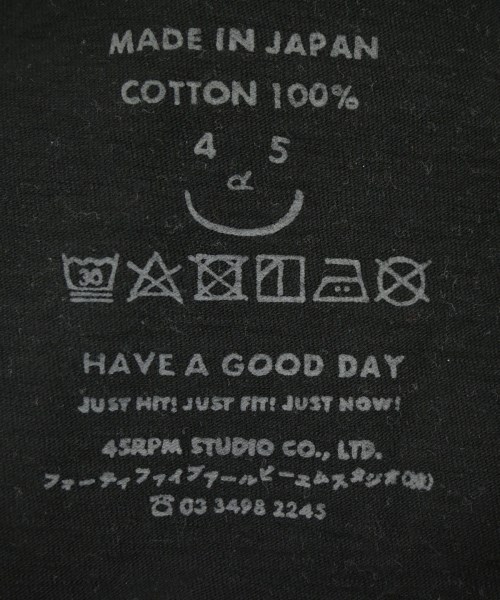 MADE IN JAPAN
COTTON 100%
4 5
R
30
HAVE A GOOD DAY
JUST HIT! JUST FIT! JUST NOW!
45RPM STUDIO CO., LTD.
フォーティファイブアールピーエムスタジオ(株)
☎03 3498 2245